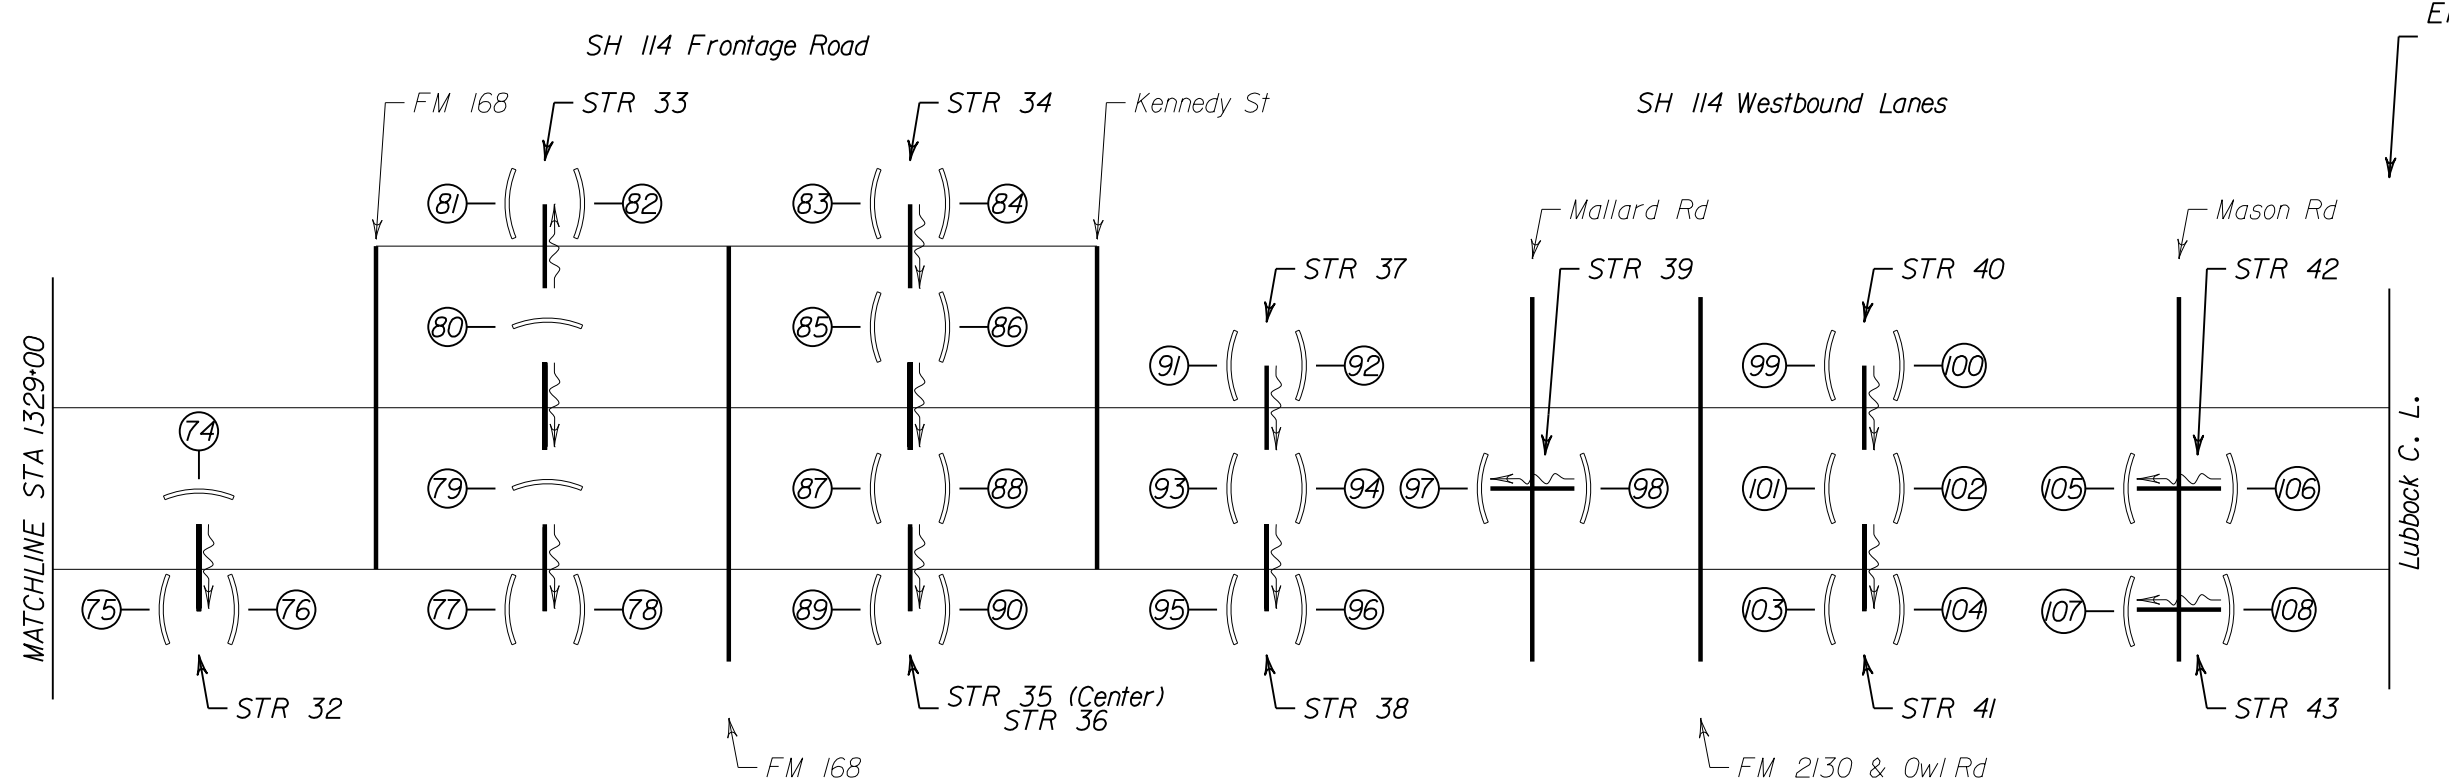 EI
SH 114 Frontage Road
FM 168
STR 33
STR 34
Kennedy St
SH 114 Westbound Lanes
81
82
83
84
Mallard Rd
Mason Rd
STR 37
STR 39
STR 40
STR 42
80
85
86
91
92
99
100
MATCHLINE STA 1329+00
74
79
87
88
93
94
97
98
101
102
105
106
Lubbock C. L.
75
76
77
78
89
90
95
96
103
104
107
108
STR 32
STR 35 (Center)
STR 36
STR 38
STR 41
STR 43
FM 168
FM 2130 & Owl Rd